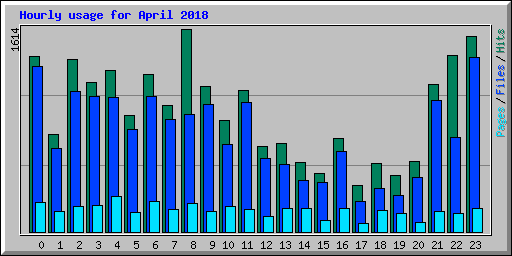 Hourly usage for April 2018
1614
Pages/Files/Hits
0 1 2 3 4 5 6 7 8 9 10 11 12 13 14 15 16 17 18 19 20 21 22 23